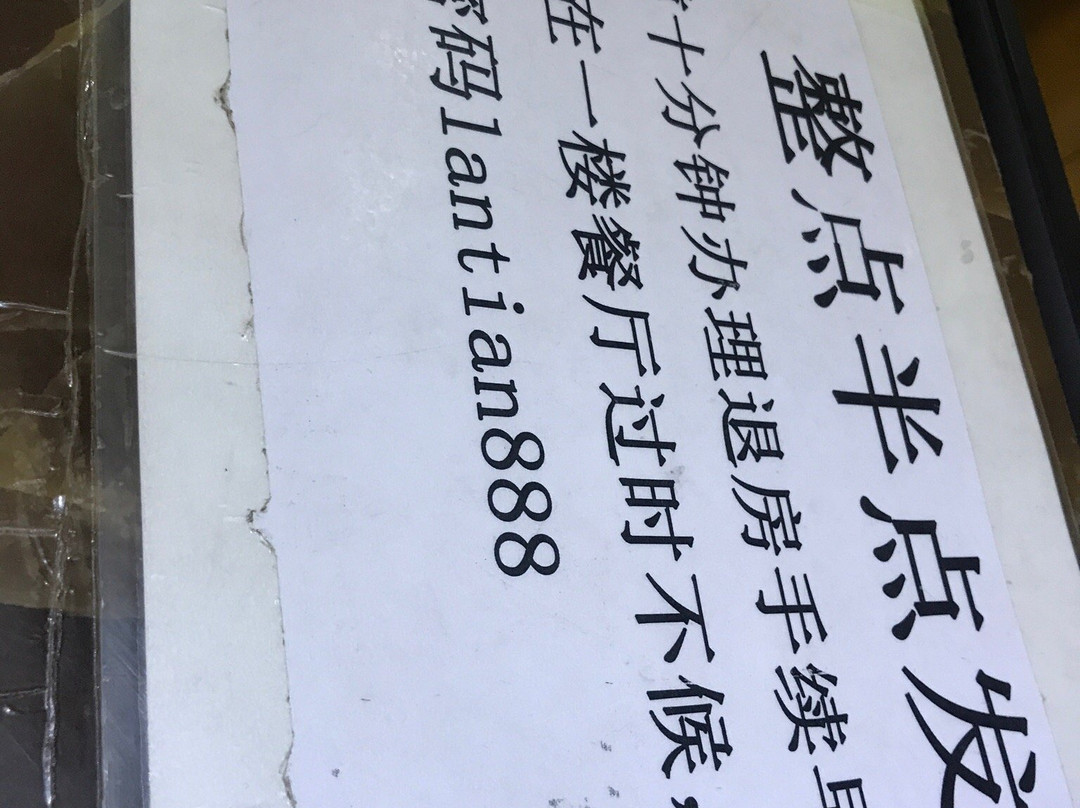 整点半点发
十分钟办理退房手续
在一楼餐厅过时不候，
密码lantian888